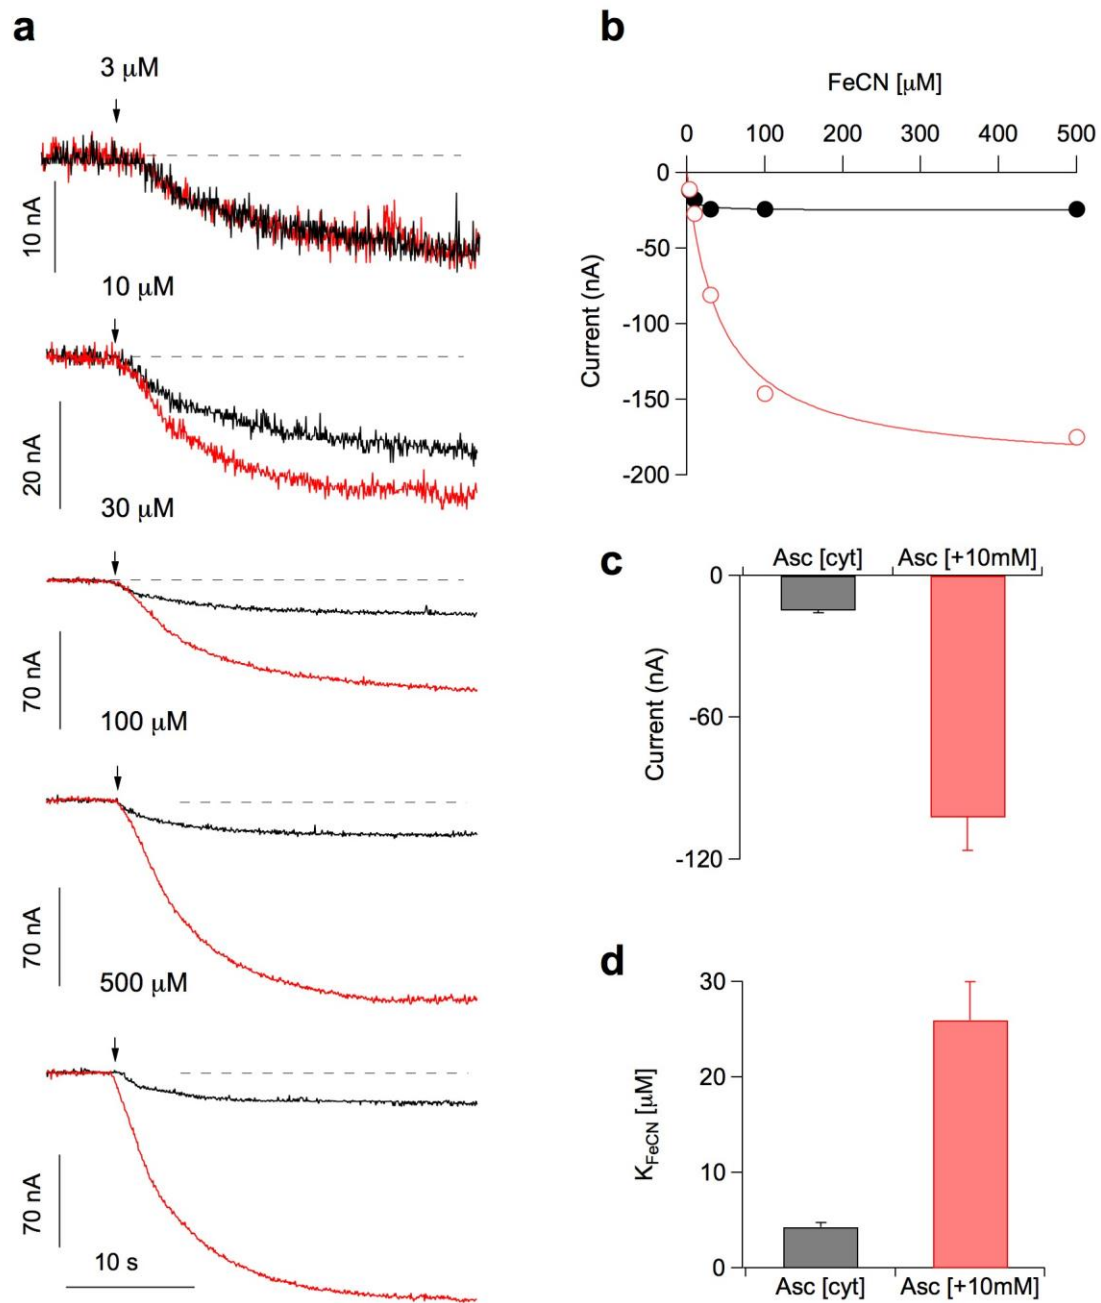 a
3 μM
10 nA
10 μM
20 nA
30 μM
70 nA
100 μM
70 nA
500 μM
70 nA
10 s
b
FeCN [μM]
0 100 200 300 400 500
0
-50
-100
-150
-200
Current (nA)
c
Asc [cyt] Asc [+10mM]
0
-60
-120
Current (nA)
d
30
20
10
0
KFeCN [μM]
Asc [cyt] Asc [+10mM]